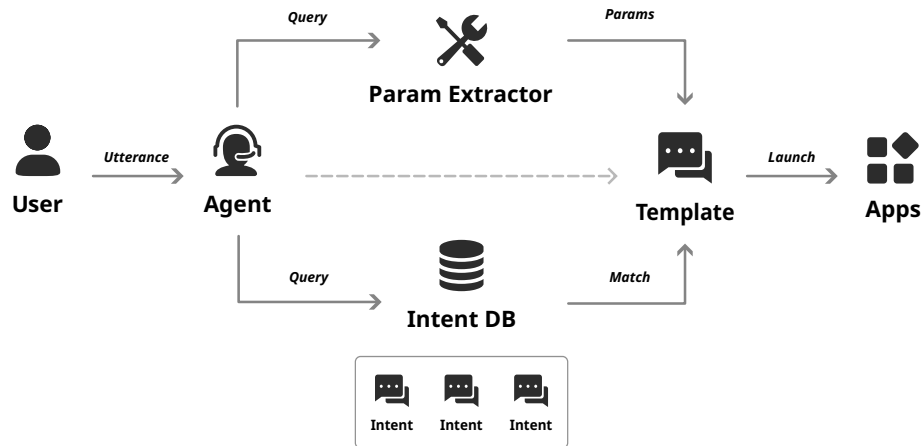 Query
Params
Param Extractor
Utterance
Launch
User
Agent
Template
Apps
Query
Match
Intent DB
Intent
Intent
Intent